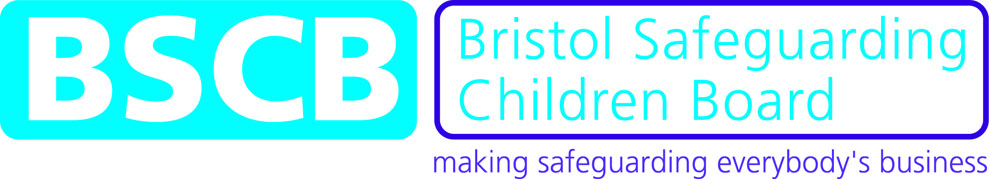 BSCB
Bristol Safeguarding
Children Board
making safeguarding everybody's business